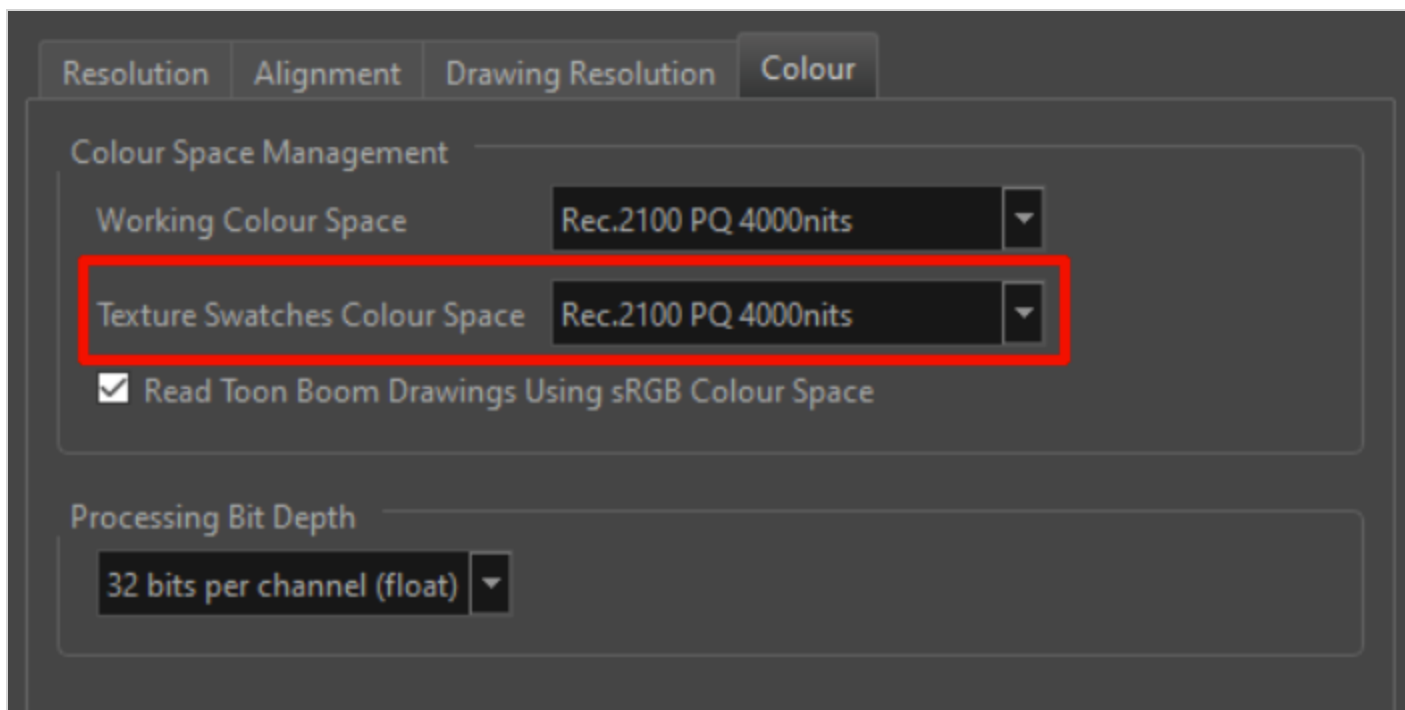 Resolution Alignment Drawing Resolution Colour
Colour Space Management
Working Colour Space Rec.2100 PQ 4000nits
Texture Swatches Colour Space Rec.2100 PQ 4000nits
Read Toon Boom Drawings Using sRGB Colour Space
Processing Bit Depth
32 bits per channel (float)